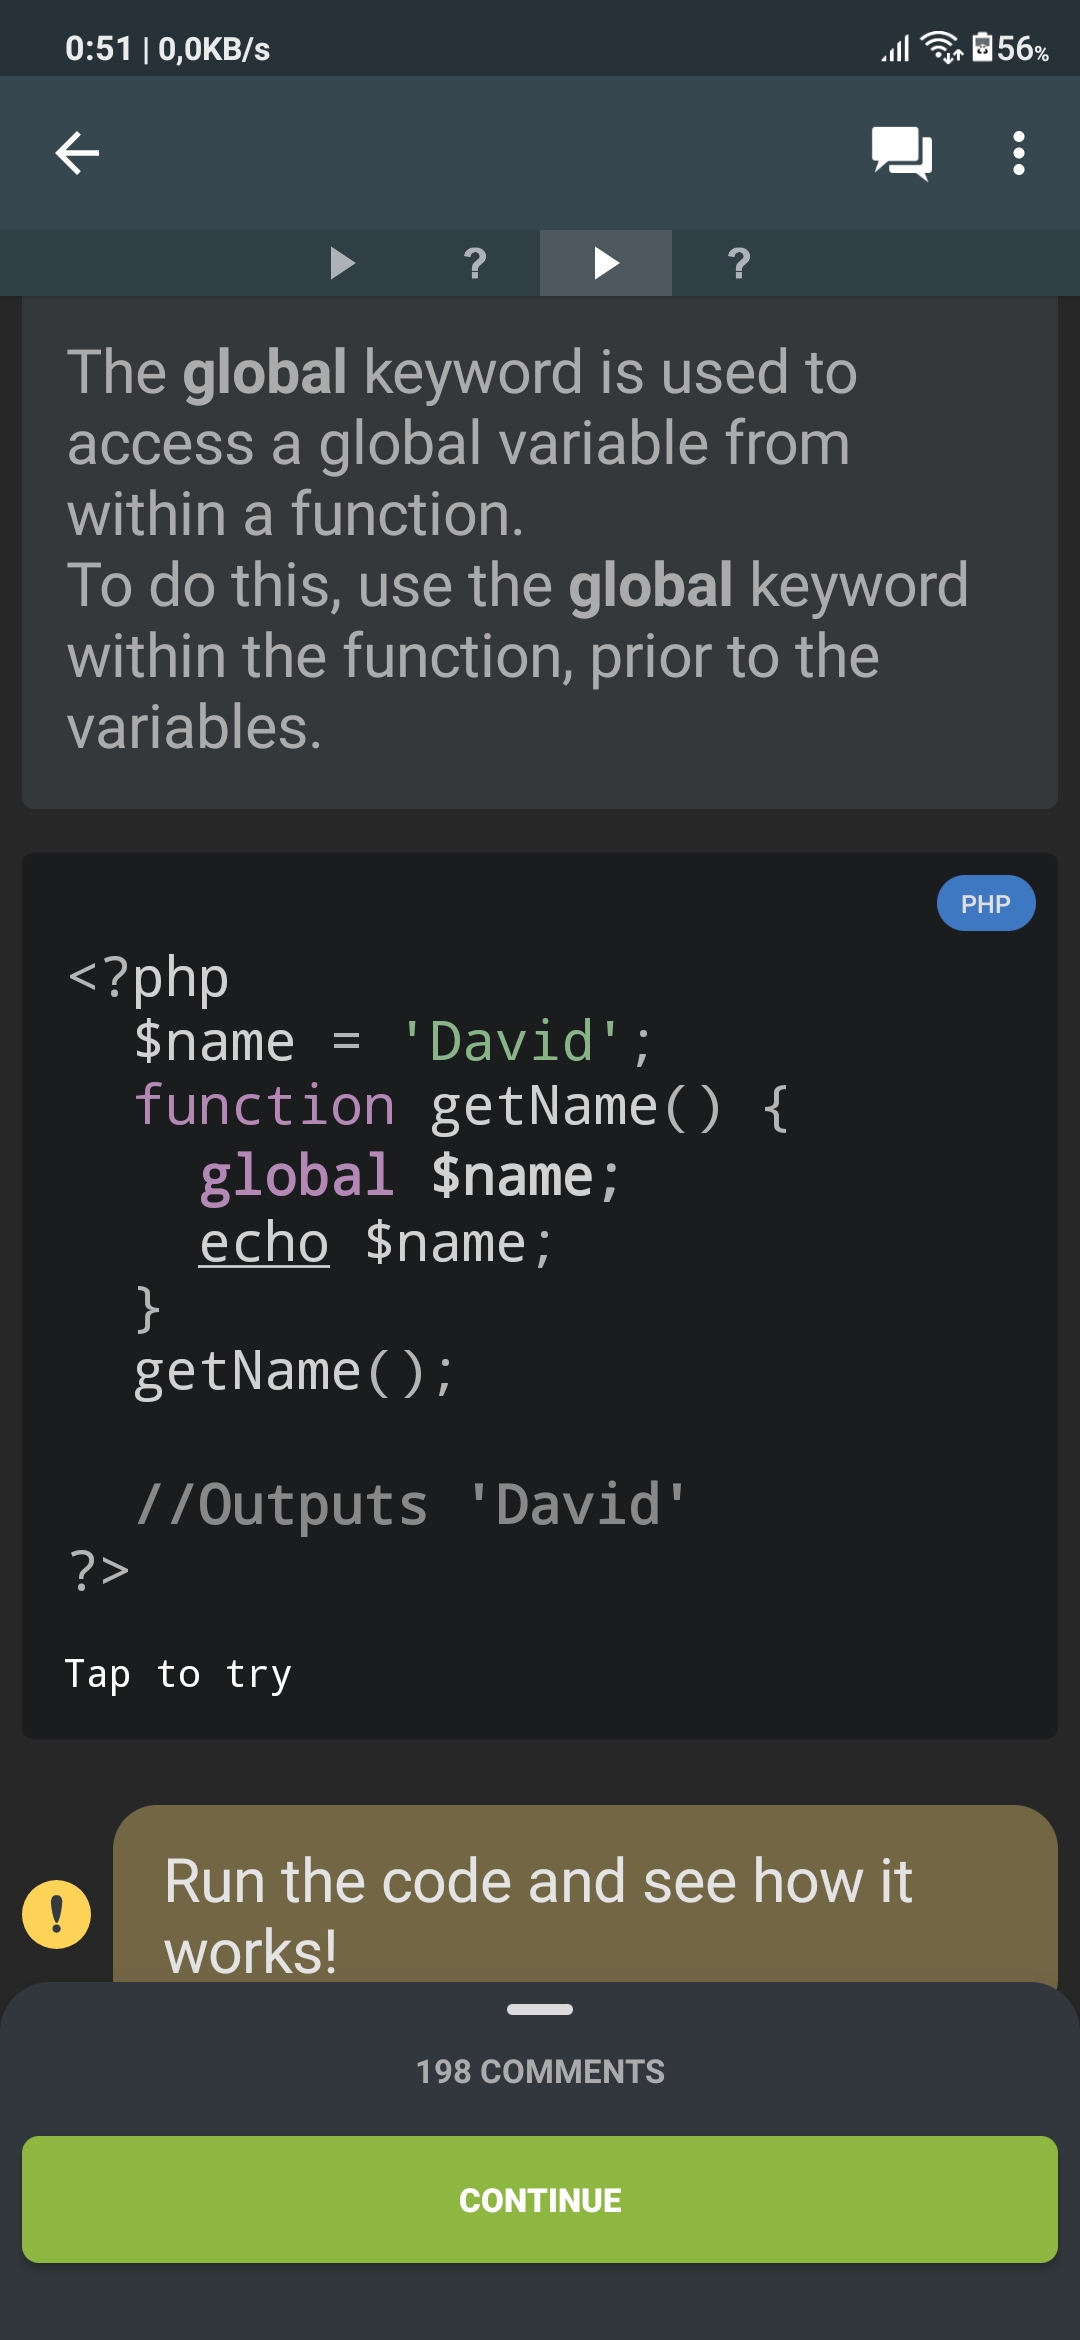 0:51 | 0,0KB/s
56%
?
?
The global keyword is used to
access a global variable from
within a function.
To do this, use the global keyword
within the function, prior to the
variables.
PHP
<?php
  $name = 'David';
  function getName() {
    global $name;
    echo $name;
  }
  getName();
  //Outputs 'David'
?>
Tap to try
Run the code and see how it
works!
198 COMMENTS
CONTINUE